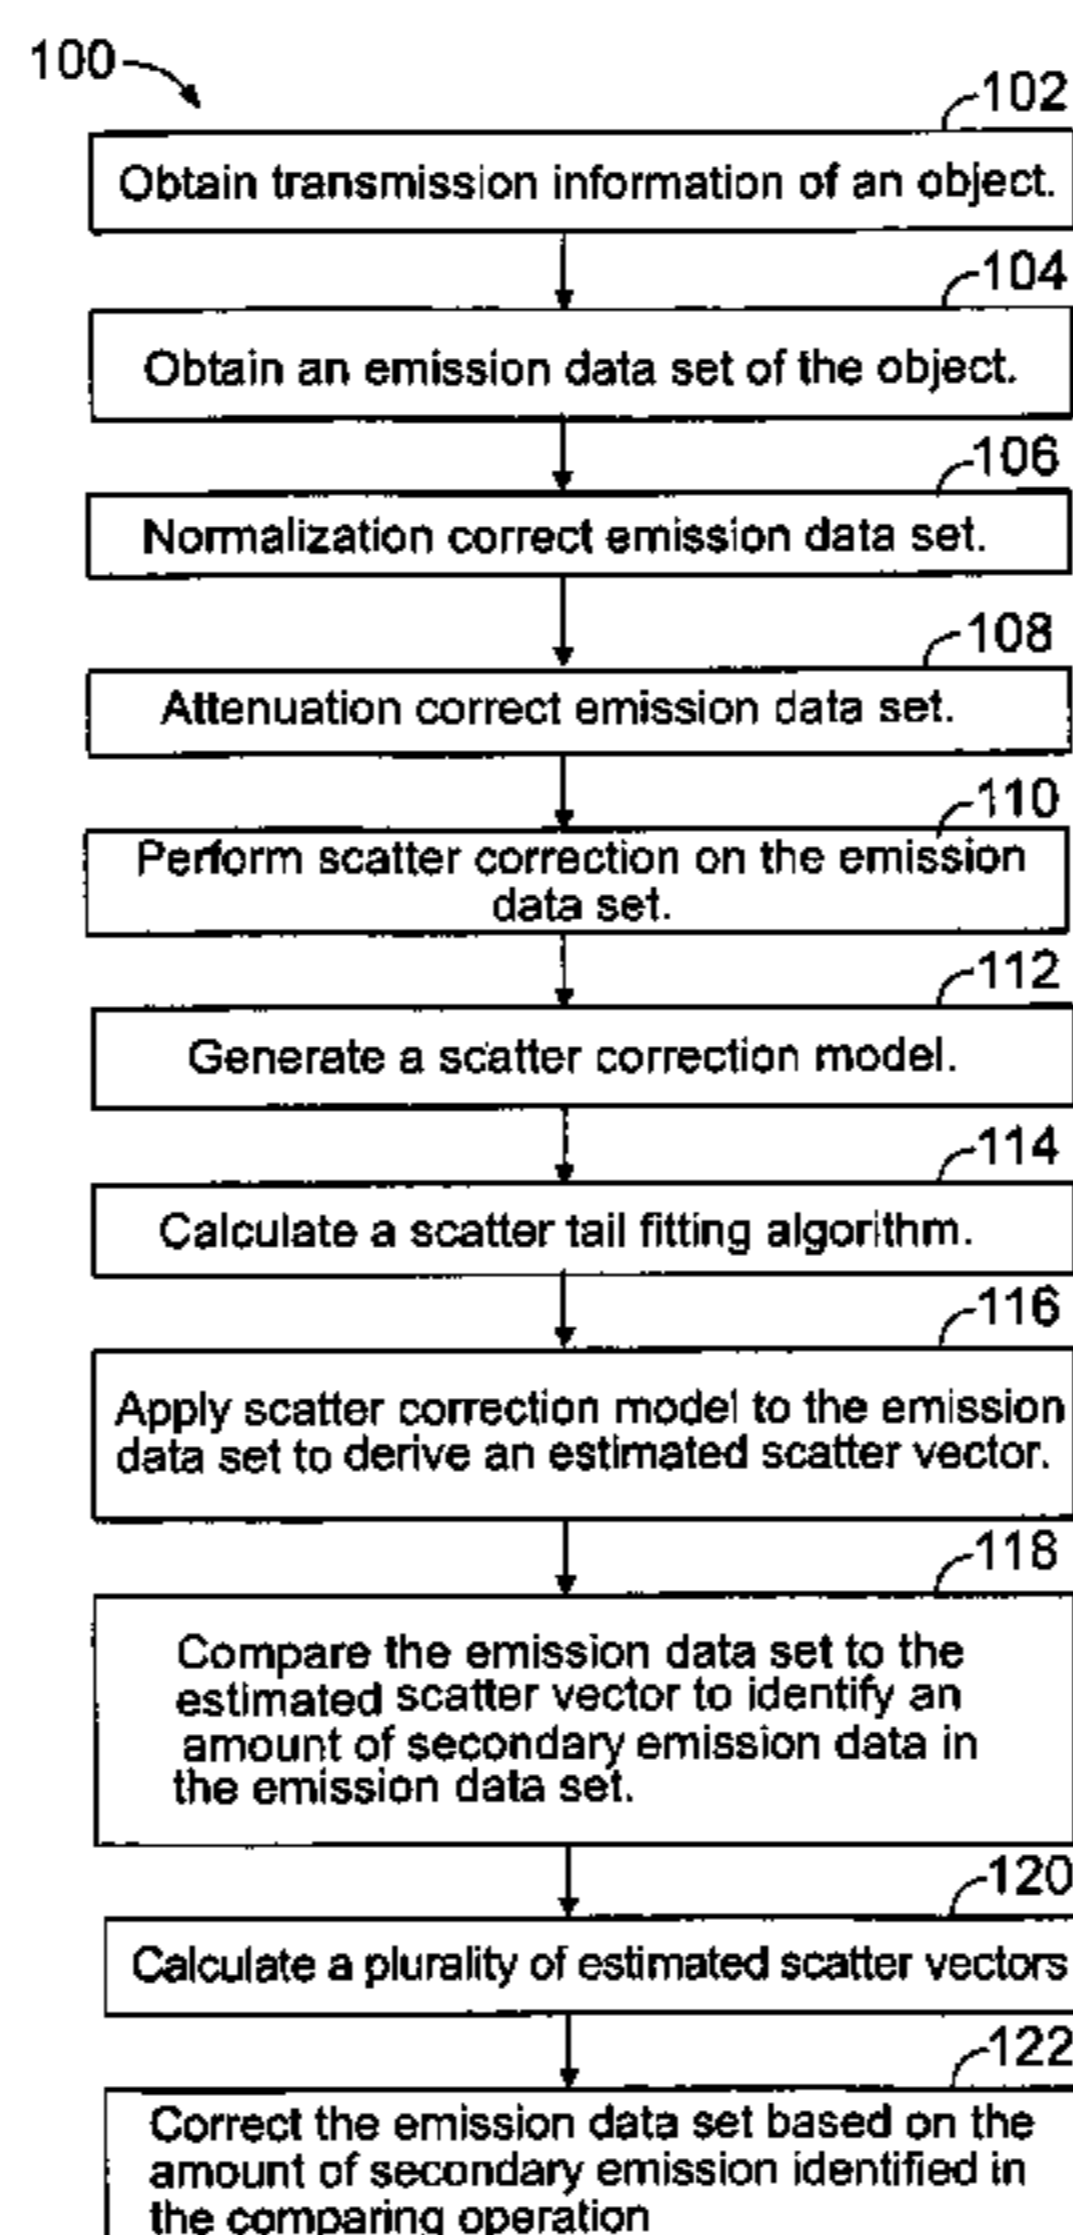 100
102
Obtain transmission information of an object.
104
Obtain an emission data set of the object.
106
Normalization correct emission data set.
108
Attenuation correct emission data set.
110
Perform scatter correction on the emission
data set.
112
Generate a scatter correction model.
114
Calculate a scatter tail fitting algorithm.
116
Apply scatter correction model to the emission
data set to derive an estimated scatter vector.
118
Compare the emission data set to the
estimated scatter vector to identify an
amount of secondary emission data in
the emission data set.
120
Calculate a plurality of estimated scatter vectors
122
Correct the emission data set based on the
amount of secondary emission identified in
the comparing operation